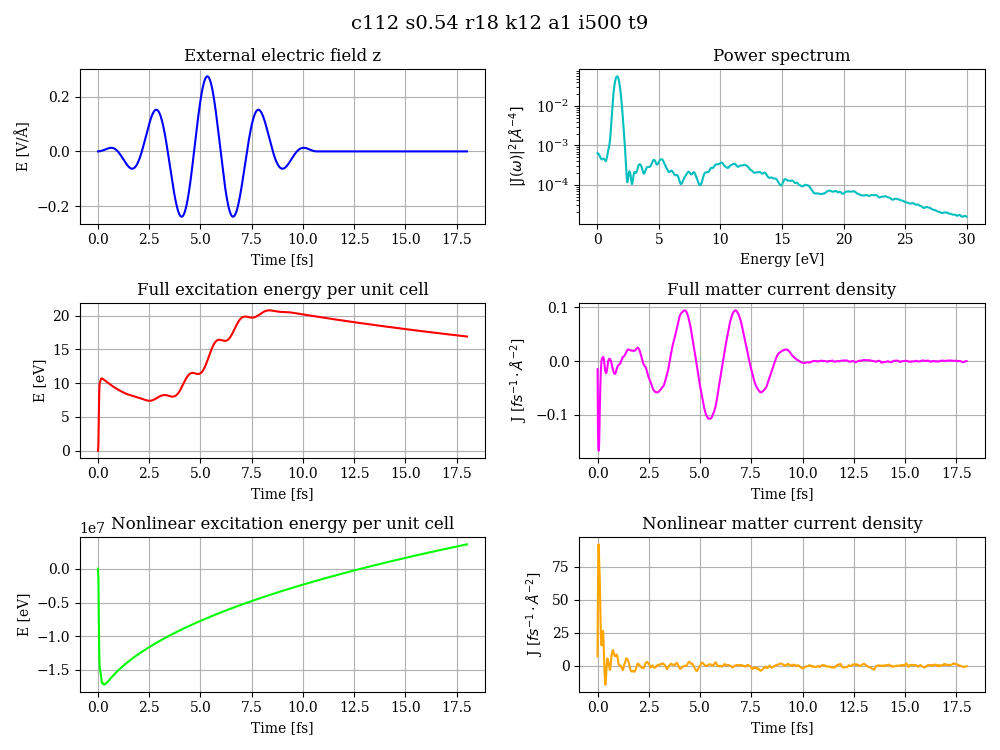 c112 s0.54 r18 k12 a1 i500 t9
External electric field z
E [V/Å]
0.2
0.0
−0.2
0.0 2.5 5.0 7.5 10.0 12.5 15.0 17.5
Time [fs]
Power spectrum
|J(ω)|²[Å⁻⁴]
10⁻²
10⁻³
10⁻⁴
0 5 10 15 20 25 30
Energy [eV]
Full excitation energy per unit cell
E [eV]
20
15
10
5
0
0.0 2.5 5.0 7.5 10.0 12.5 15.0 17.5
Time [fs]
Full matter current density
J [fs⁻¹·Å⁻²]
0.1
0.0
−0.1
0.0 2.5 5.0 7.5 10.0 12.5 15.0 17.5
Time [fs]
Nonlinear excitation energy per unit cell
1e7
E [eV]
0.0
−0.5
−1.0
−1.5
0.0 2.5 5.0 7.5 10.0 12.5 15.0 17.5
Time [fs]
Nonlinear matter current density
J [fs⁻¹·Å⁻²]
75
50
25
0
0.0 2.5 5.0 7.5 10.0 12.5 15.0 17.5
Time [fs]